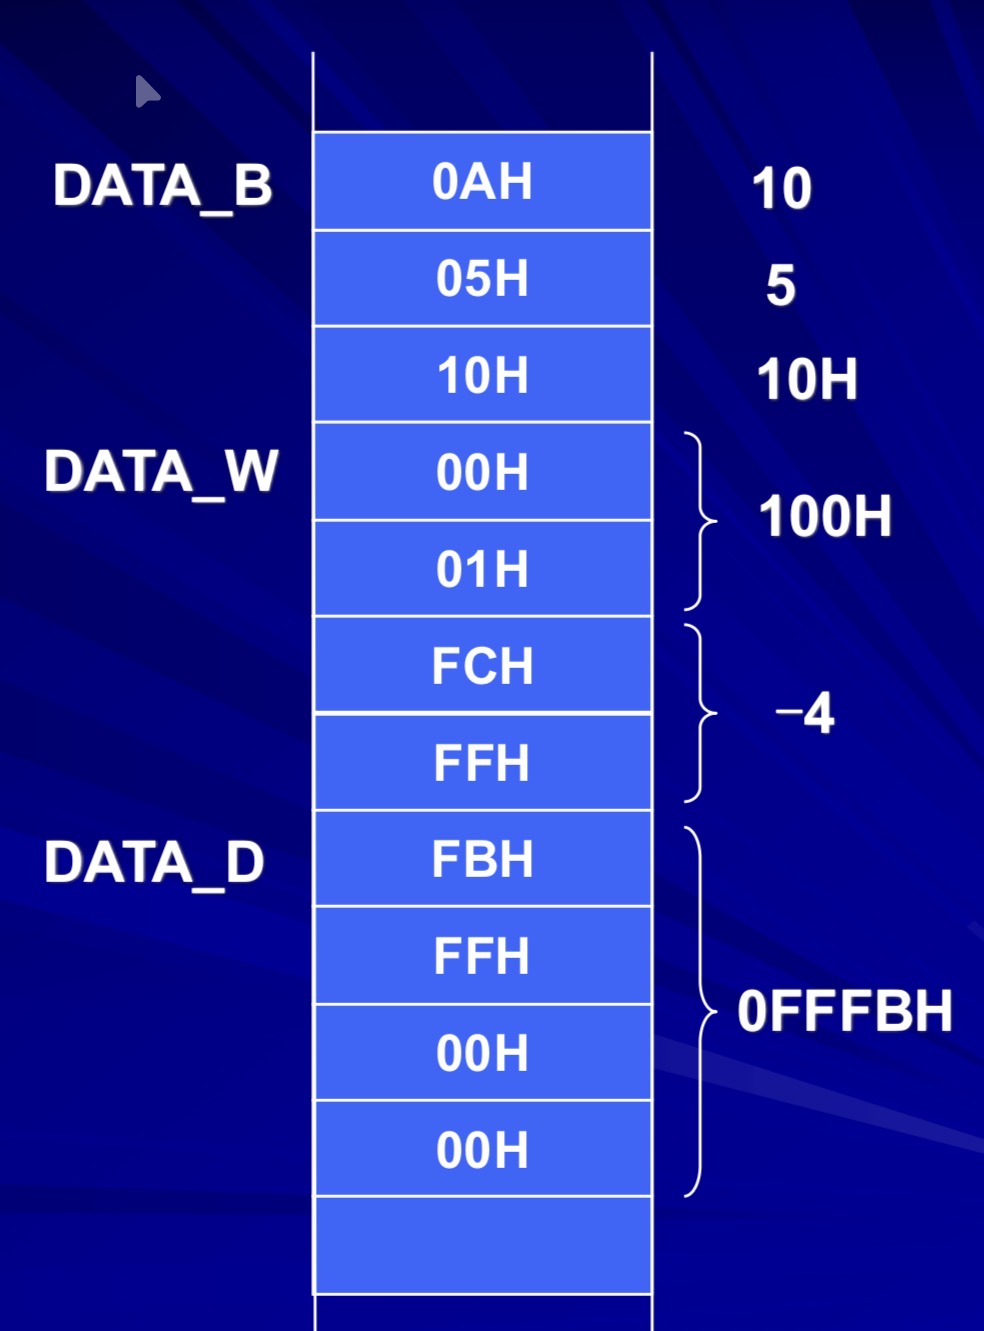 DATA_B 0AH 10
05H 5
10H 10H
DATA_W 00H
100H
01H
FCH
−4
FFH
DATA_D FBH
FFH
0FFFBH
00H
00H